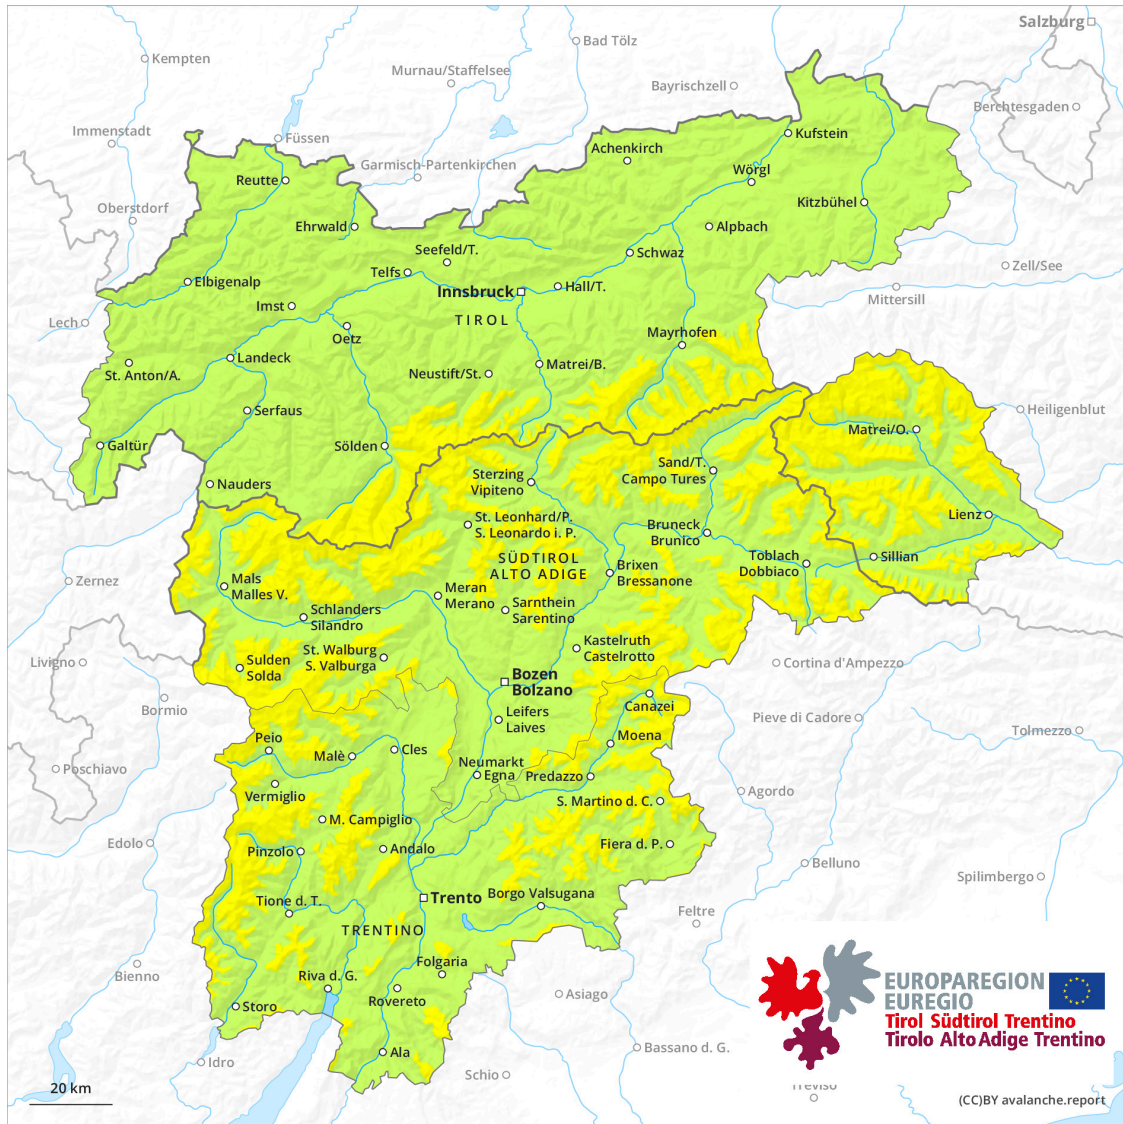 Salzburg
Bad Tölz
Kempten
Murnau/Staffelsee
Bayrischzell
Berchtesgaden
Immenstadt
Füssen
Kufstein
Achenkirch
Garmisch-Partenkirchen
Wörgl
Reutte
Oberstdorf
Kitzbühel
Ehrwald
Alpbach
Seefeld/T.
Schwaz
Telfs
Zell/See
Elbigenalp
Innsbruck
Hall/T.
Mittersill
Imst
TIROL
Lech
Oetz
Mayrhofen
Landeck
Matrei/B.
St. Anton/A.
Neustift/St.
Serfaus
Heiligenblut
Matrei/O.
Galtür
Sölden
Sand/T.
Campo Tures
Sterzing
Vipiteno
Nauders
Lienz
St. Leonhard/P.
S. Leonardo i. P.
Bruneck
Brunico
SÜDTIROL
ALTO ADIGE
Toblach
Dobbiaco
Sillian
Brixen
Bressanone
Zernez
Mals
Malles V.
Meran
Merano
Schlanders
Silandro
Sarnthein
Sarentino
Kastelruth
Castelrotto
St. Walburg
S. Valburga
Livigno
Sulden
Solda
Cortina d'Ampezzo
Bozen
Bolzano
Bormio
Canazei
Leifers
Laives
Pieve di Cadore
Tolmezzo
Peio
Moena
Malè
Cles
Neumarkt
Egna
Predazzo
Poschiavo
Vermiglio
Agordo
S. Martino d. C.
M. Campiglio
Edolo
Pinzolo
Andalo
Fiera d. P.
Belluno
Spilimbergo
Trento
Borgo Valsugana
Tione d. T.
Feltre
TRENTINO
Folgaria
Bienno
Riva d. G.
Rovereto
Asiago
Storo
Ala
Bassano d. G.
Idro
Schio
Treviso
EUROPAREGION
EUREGIO
Tirol Südtirol Trentino
Tirolo Alto Adige Trentino
20 km
(CC)BY avalanche.report